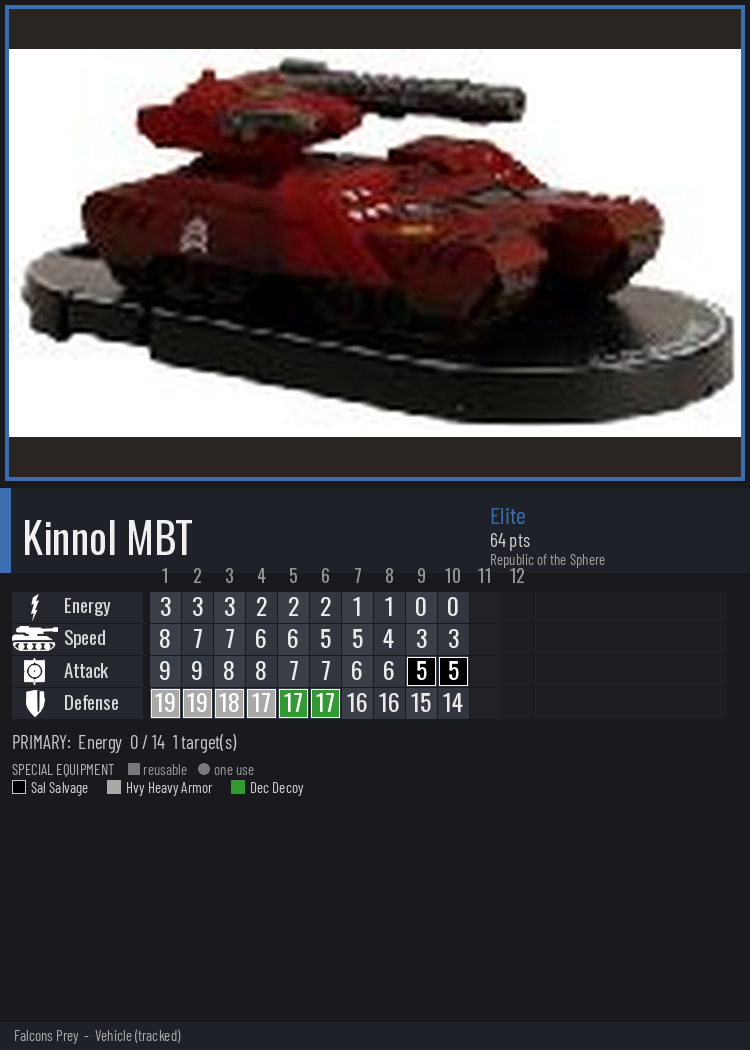 Kinnol MBT
Elite
64 pts
Republic of the Sphere
1 2 3 4 5 6 7 8 9 10 11 12
Energy 3 3 3 2 2 2 1 1 0 0
Speed 8 7 7 6 6 5 5 4 3 3
Attack 9 9 8 8 7 7 6 6 5 5
Defense 19 19 18 17 17 17 16 16 15 14
PRIMARY: Energy 0 / 14 1 target(s)
SPECIAL EQUIPMENT reusable one use
Sal Salvage Hvy Heavy Armor Dec Decoy
Falcons Prey - Vehicle (tracked)